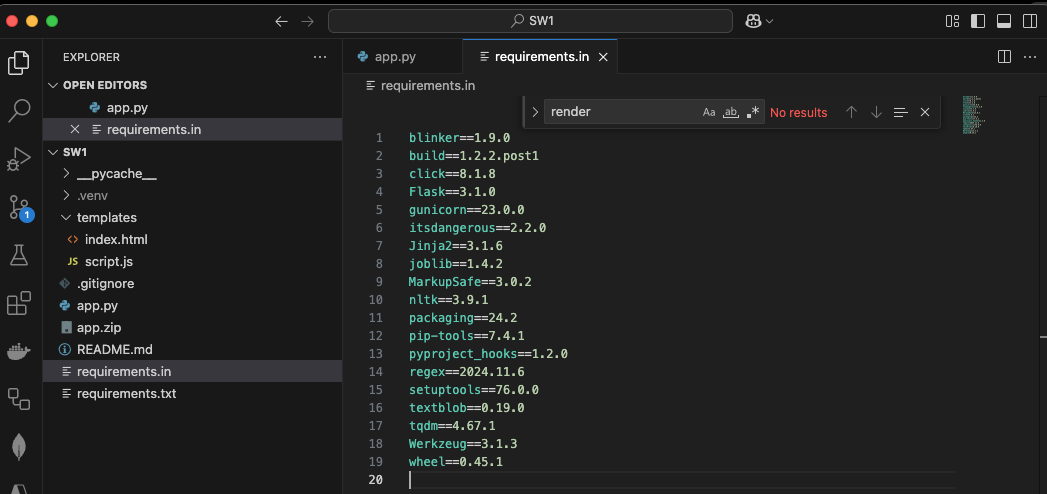 SW1
EXPLORER
OPEN EDITORS
app.py
requirements.in
SW1
__pycache__
.venv
templates
index.html
JS script.js
.gitignore
app.py
app.zip
README.md
requirements.in
requirements.txt
1
app.py
requirements.in
requirements.in
render
Aa
ab
No results
1 blinker==1.9.0
2 build==1.2.2.post1
3 click==8.1.8
4 Flask==3.1.0
5 gunicorn==23.0.0
6 itsdangerous==2.2.0
7 Jinja2==3.1.6
8 joblib==1.4.2
9 MarkupSafe==3.0.2
10 nltk==3.9.1
11 packaging==24.2
12 pip-tools==7.4.1
13 pyproject_hooks==1.2.0
14 regex==2024.11.6
15 setuptools==76.0.0
16 textblob==0.19.0
17 tqdm==4.67.1
18 Werkzeug==3.1.3
19 wheel==0.45.1
20